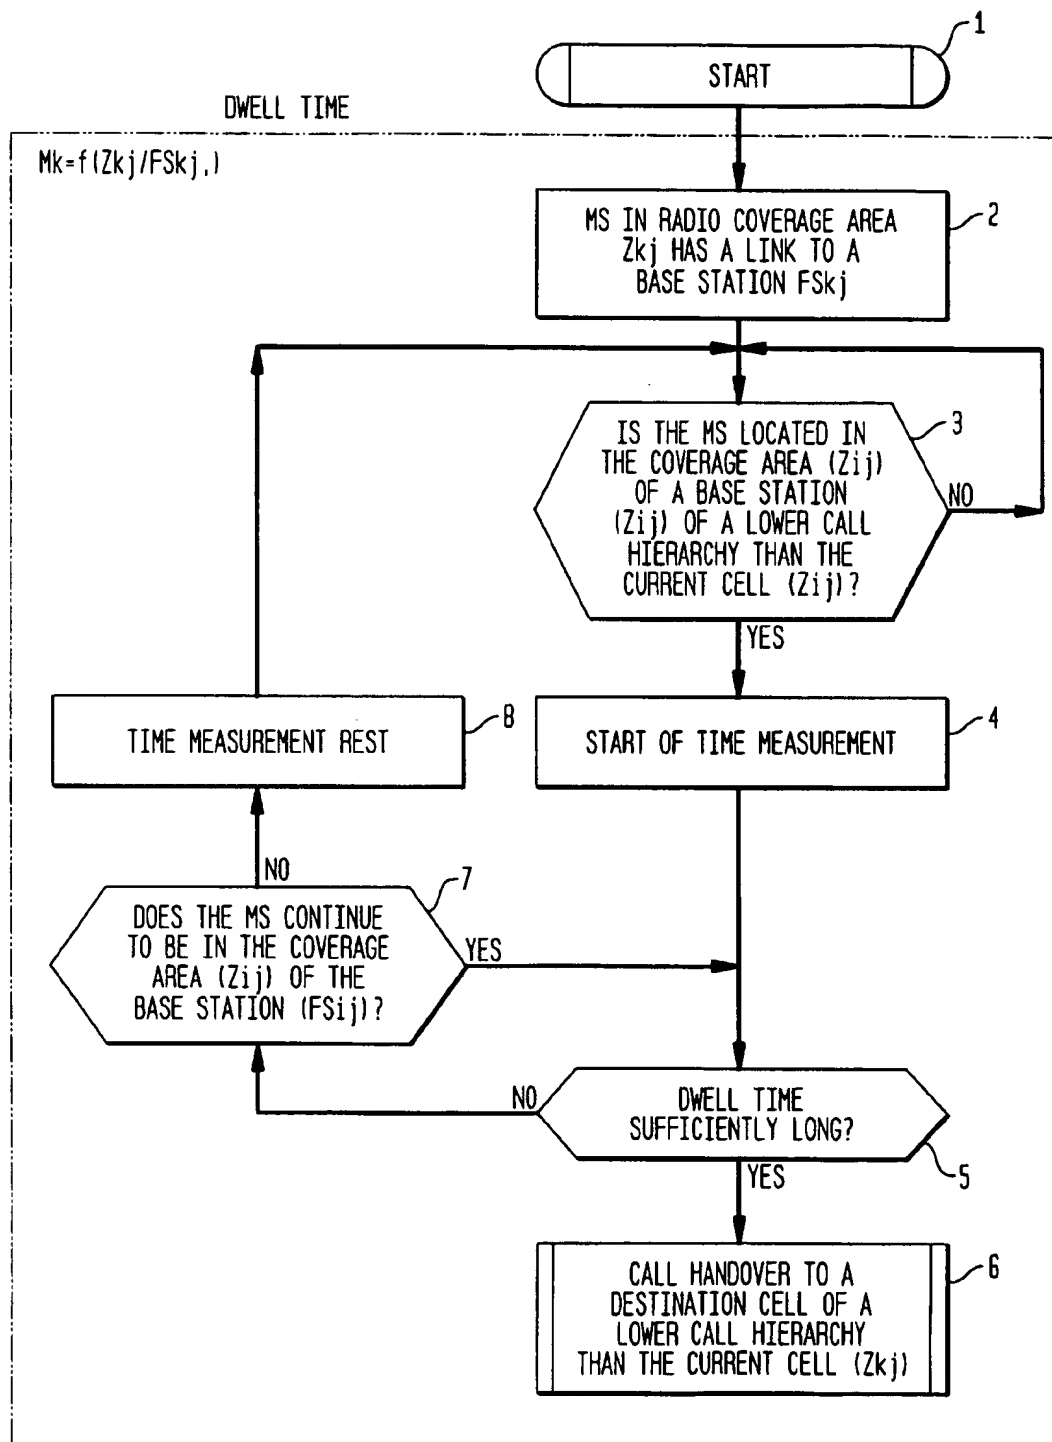 1
START
DWELL TIME
Mk=f(Zkj/FSkj,)
MS IN RADIO COVERAGE AREA
Zkj HAS A LINK TO A
BASE STATION FSkj
2
IS THE MS LOCATED IN
THE COVERAGE AREA (Zij)
OF A BASE STATION
(Zij) OF A LOWER CALL
HIERARCHY THAN THE
CURRENT CELL (Zij)?
3
NO
YES
TIME MEASUREMENT REST
8
START OF TIME MEASUREMENT
4
NO
DOES THE MS CONTINUE
TO BE IN THE COVERAGE
AREA (Zij) OF THE
BASE STATION (FSij)?
7
YES
NO
DWELL TIME
SUFFICIENTLY LONG?
5
YES
CALL HANDOVER TO A
DESTINATION CELL OF A
LOWER CALL HIERARCHY
THAN THE CURRENT CELL (Zkj)
6